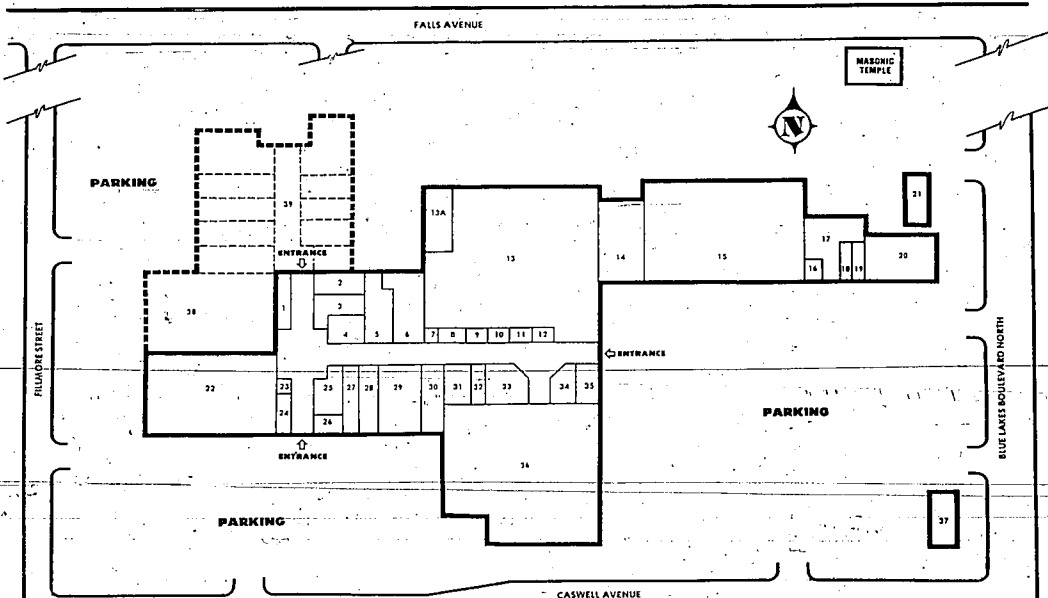 FALLS AVENUE
MASONIC
TEMPLE
N
PARKING
21
39
13A
13
14
15
17
16
18
19
20
ENTRANCE
38
1
2
3
4
5
6
7
8
9
10
11
12
ENTRANCE
FILLMORE STREET
22
23
24
25
26
27
28
29
30
31
32
33
34
35
PARKING
BLUE LAKES BOULEVARD NORTH
ENTRANCE
36
PARKING
37
CASWELL AVENUE